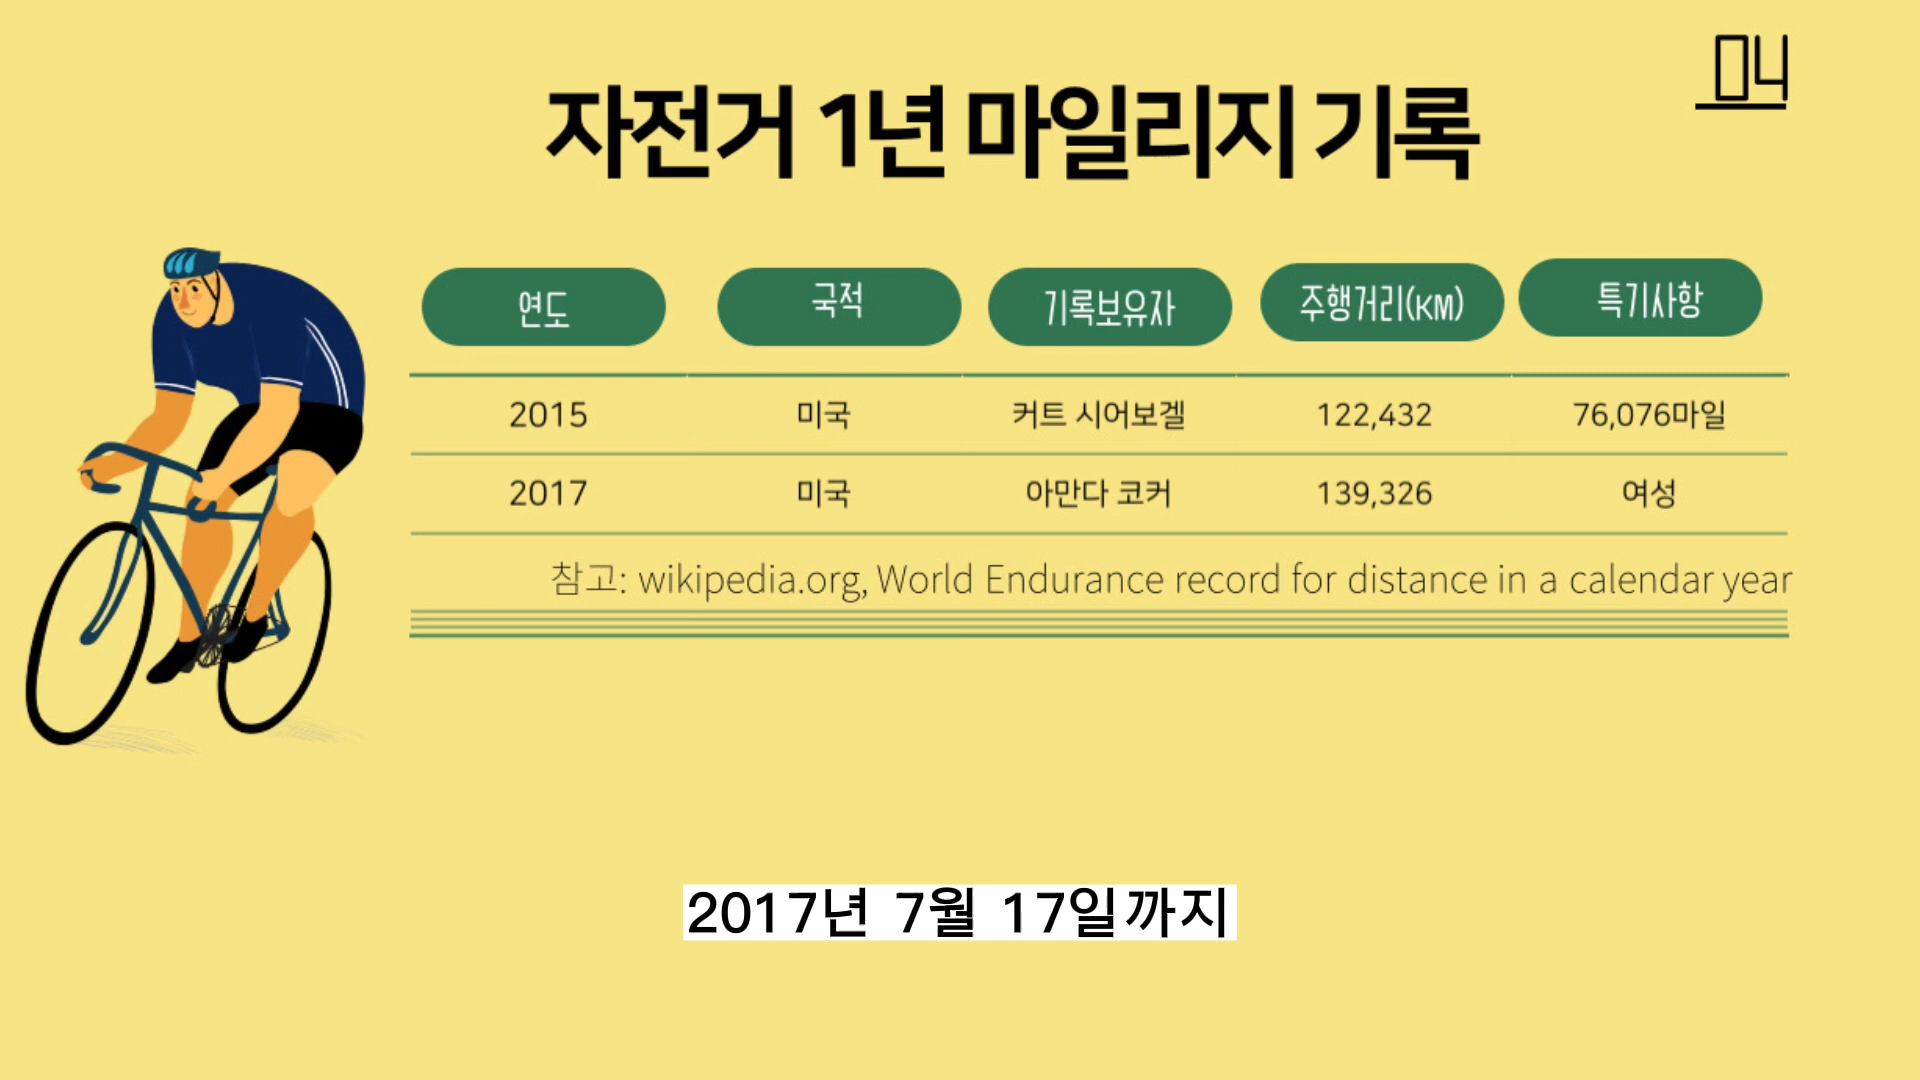 04
자전거 1년 마일리지 기록
연도 국적 기록보유자 주행거리(KM) 특기사항
2015 미국 커트 시어보겔 122,432 76,076마일
2017 미국 아만다 코커 139,326 여성
참고: wikipedia.org, World Endurance record for distance in a calendar year
2017년 7월 17일까지